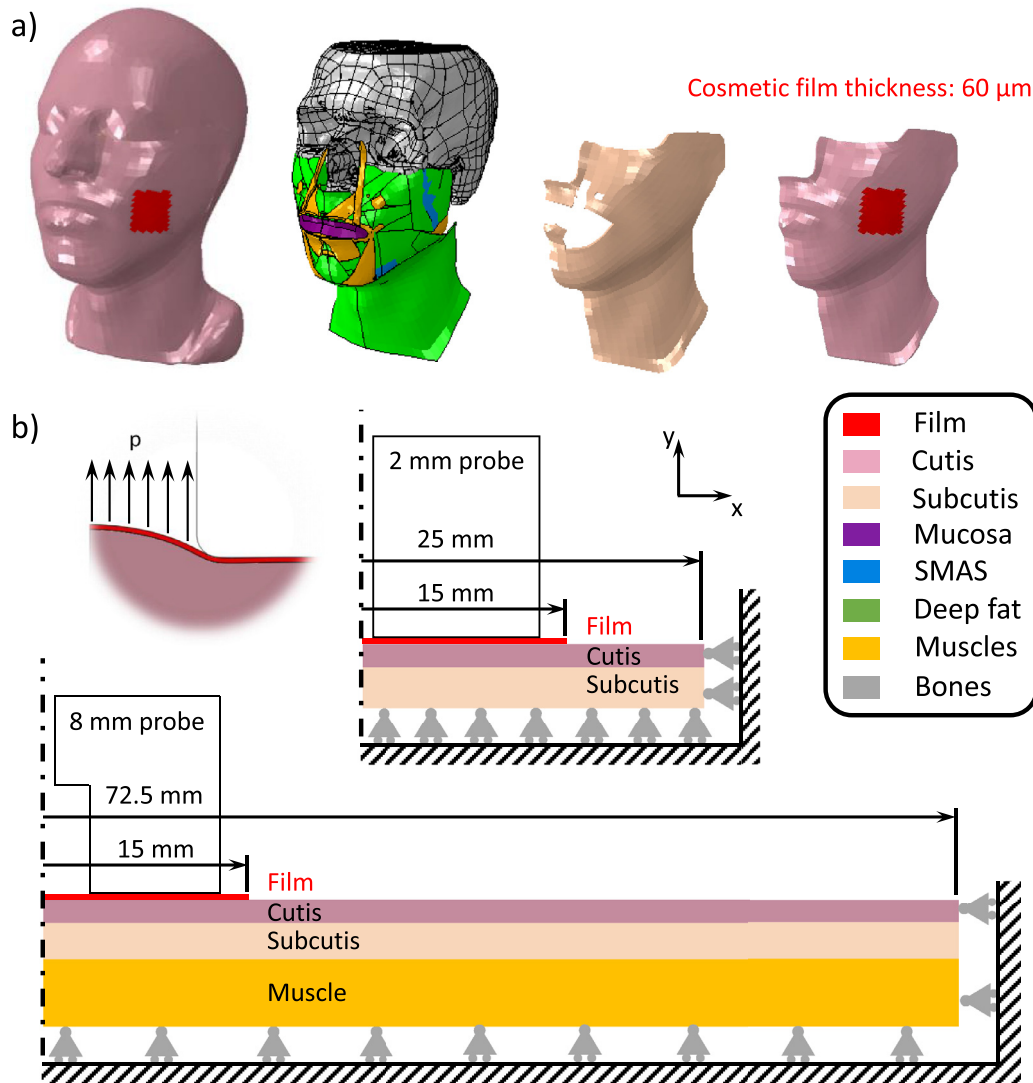 a)
Cosmetic film thickness: 60 µm
b)
p
2 mm probe
y
x
25 mm
15 mm
Film
Cutis
Subcutis
Film
Cutis
Subcutis
Mucosa
SMAS
Deep fat
Muscles
Bones
8 mm probe
72.5 mm
15 mm
Film
Cutis
Subcutis
Muscle